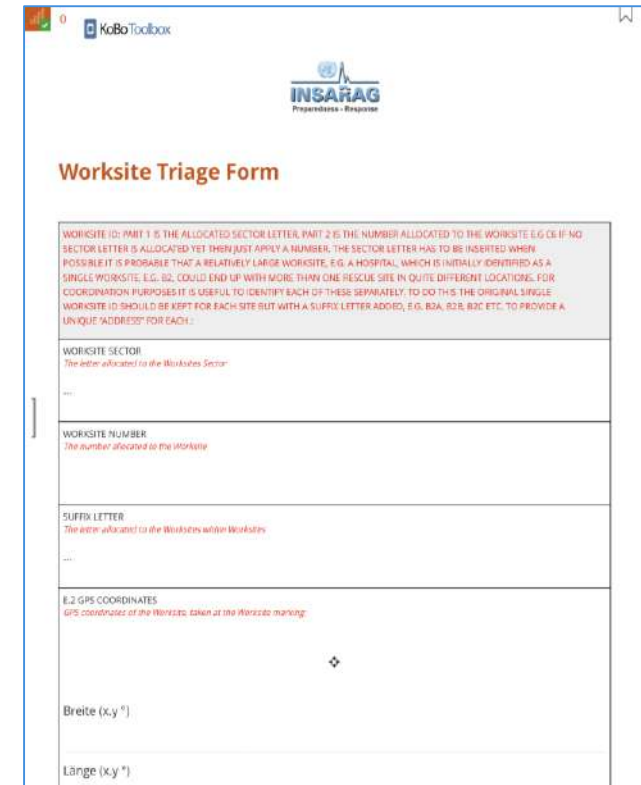 0
KoBoToolbox
INSARAG
Preparedness - Response
Worksite Triage Form
WORKSITE ID: PART 1 IS THE ALLOCATED SECTOR LETTER, PART 2 IS THE NUMBER ALLOCATED TO THE WORKSITE E.G C6 IF NO
SECTOR LETTER IS ALLOCATED YET THEN JUST APPLY A NUMBER. THE SECTOR LETTER HAS TO BE INSERTED WHEN
POSSIBLE IT IS PROBABLE THAT A RELATIVELY LARGE WORKSITE, E.G. A HOSPITAL, WHICH IS INITIALLY IDENTIFIED AS A
SINGLE WORKSITE, E.G. B2, COULD END UP WITH MORE THAN ONE RESCUE SITE IN QUITE DIFFERENT LOCATIONS. FOR
COORDINATION PURPOSES IT IS USEFUL TO IDENTIFY EACH OF THESE SEPARATELY. TO DO THIS THE ORIGINAL SINGLE
WORKSITE ID SHOULD BE KEPT FOR EACH SITE BUT WITH A SUFFIX LETTER ADDED, E.G. B2A, B2B, B2C ETC. TO PROVIDE A
UNIQUE "ADDRESS" FOR EACH.:
WORKSITE SECTOR
The letter allocated to the Worksites Sector
...
WORKSITE NUMBER
The number allocated to the Worksite
SUFFIX LETTER
The letter allocated to the Worksites within Worksites
...
E.2 GPS COORDINATES
GPS coordinates of the Worksite, taken at the Worksite marking:
Breite (x.y °)
Länge (x.y °)